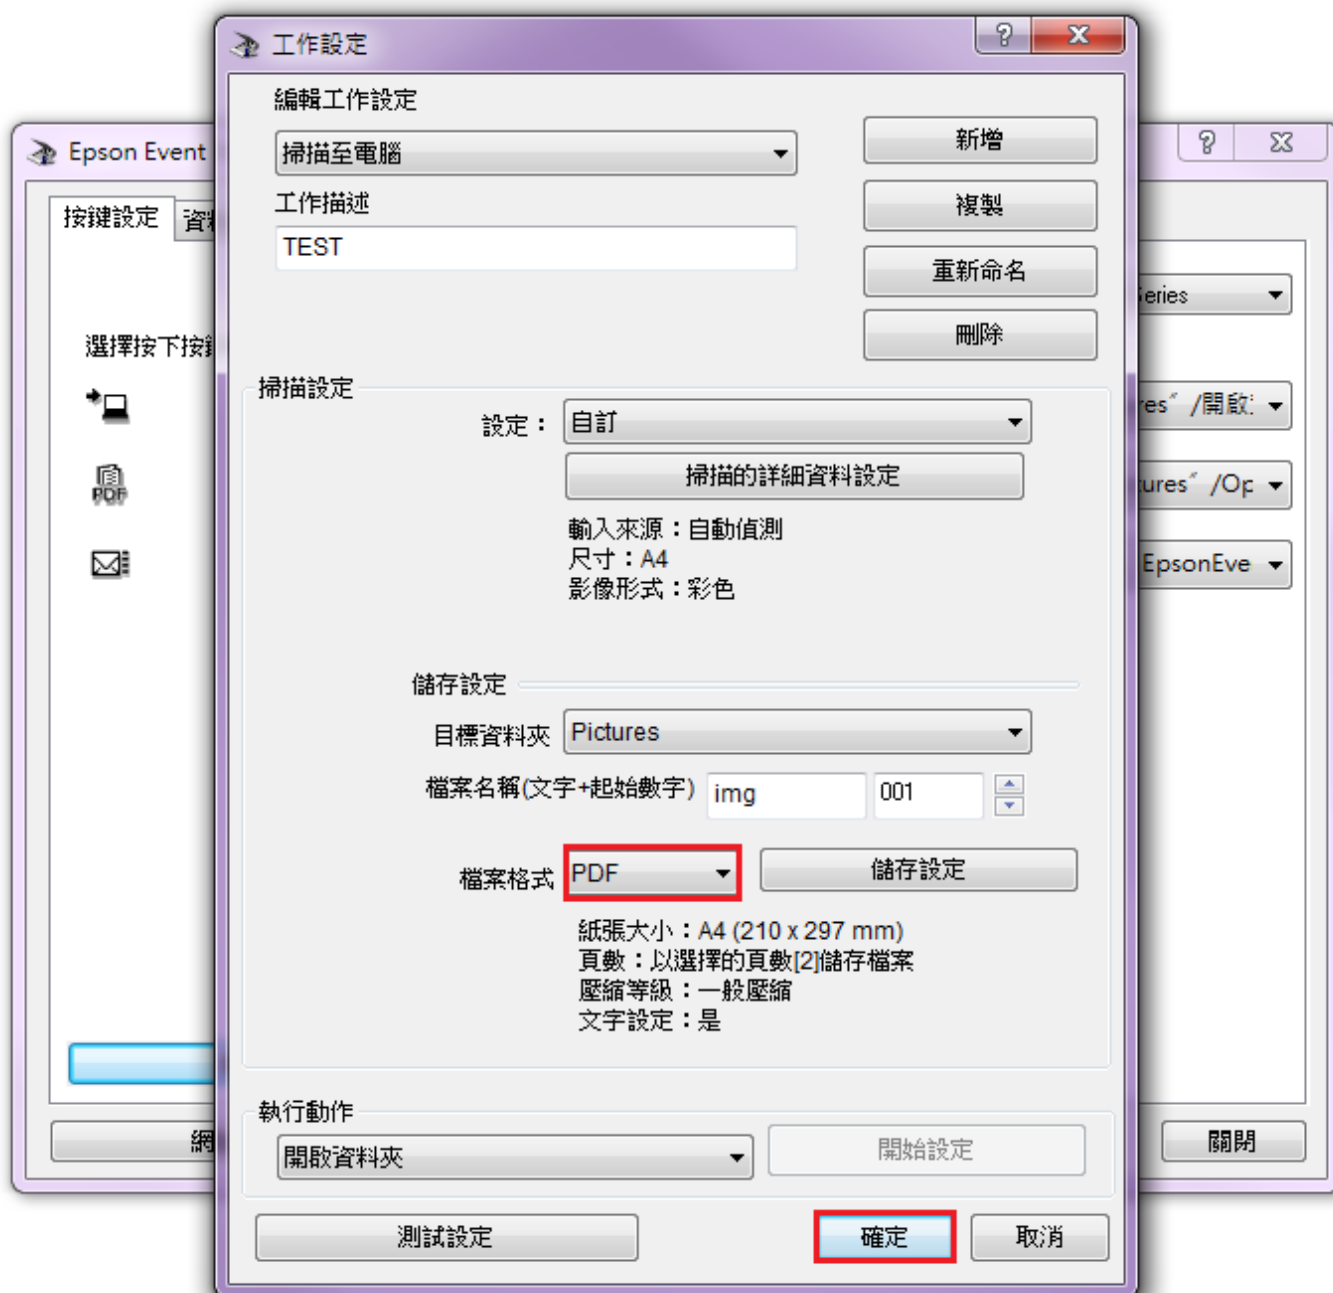 工作設定
編輯工作設定
掃描至電腦
新增
工作描述
複製
TEST
重新命名
刪除
Epson Event
按鍵設定
選擇按下按
PDF
eries
res" /開啟
ures" /Op
EpsonEve
掃描設定
設定：
自訂
掃描的詳細資料設定
輸入來源：自動偵測
尺寸：A4
影像形式：彩色
儲存設定
目標資料夾
Pictures
檔案名稱(文字+起始數字)
img
001
檔案格式
PDF
儲存設定
紙張大小：A4 (210 x 297 mm)
頁數：以選擇的頁數[2]儲存檔案
壓縮等級：一般壓縮
文字設定：是
執行動作
開啟資料夾
開始設定
測試設定
確定
取消
網
關閉